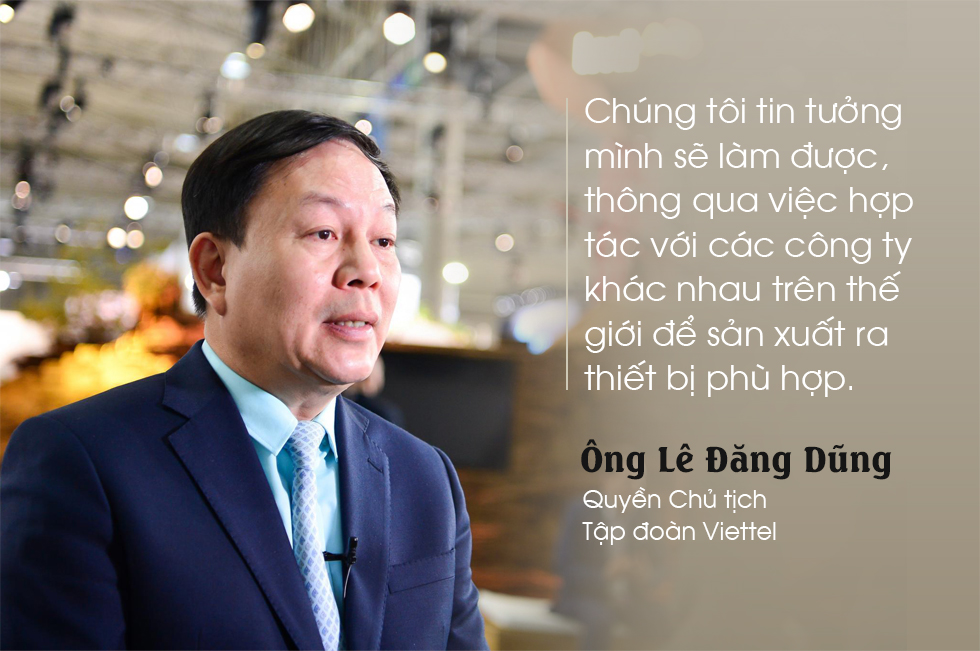 Chúng tôi tin tưởng
mình sẽ làm được,
thông qua việc hợp
tác với các công ty
khác nhau trên thế
giới để sản xuất ra
thiết bị phù hợp.
Ông Lê Đăng Dũng
Quyền Chủ tịch
Tập đoàn Viettel